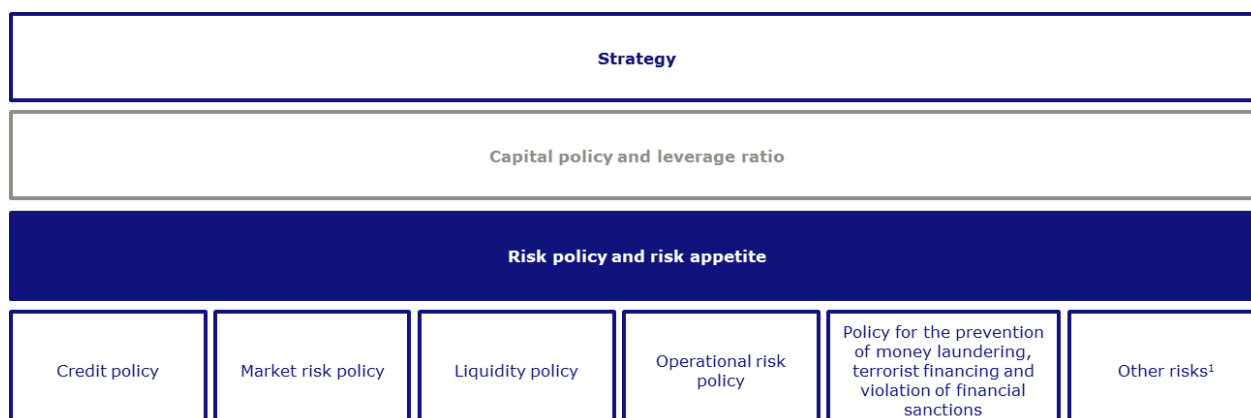 Strategy
Capital policy and leverage ratio
Risk policy and risk appetite
Credit policy
Market risk policy
Liquidity policy
Operational risk
policy
Policy for the prevention
of money laundering,
terrorist financing and
violation of financial
sanctions
Other risks¹